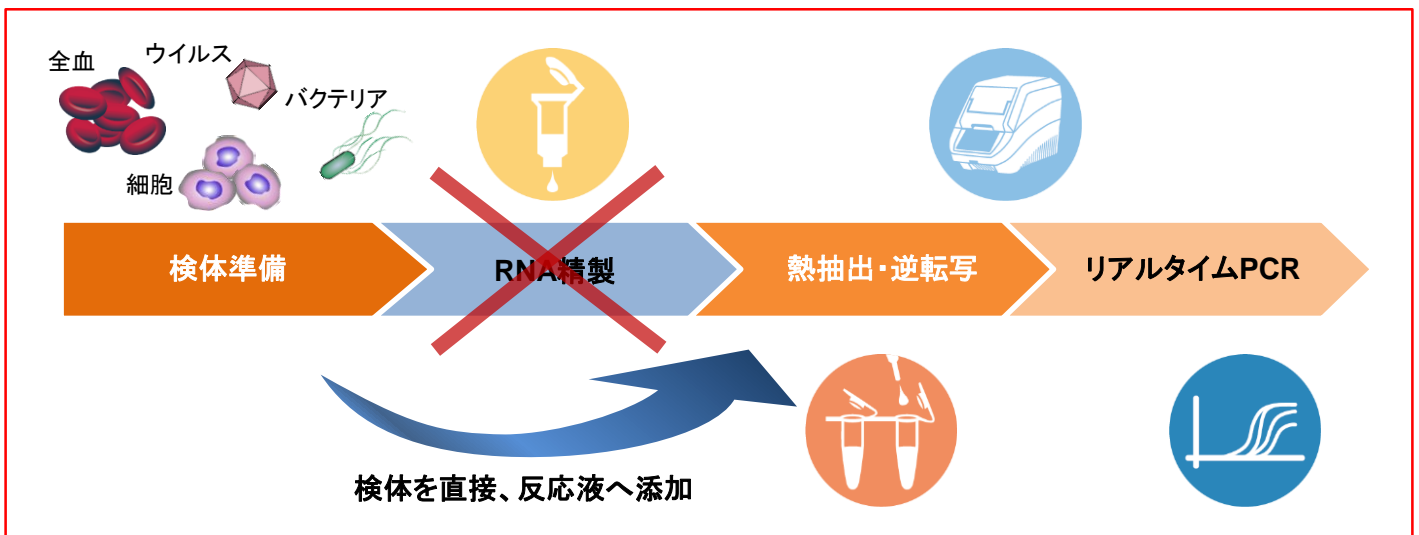 全血
ウイルス
バクテリア
細胞
検体準備
RNA精製
熱抽出・逆転写
リアルタイムPCR
検体を直接、反応液へ添加